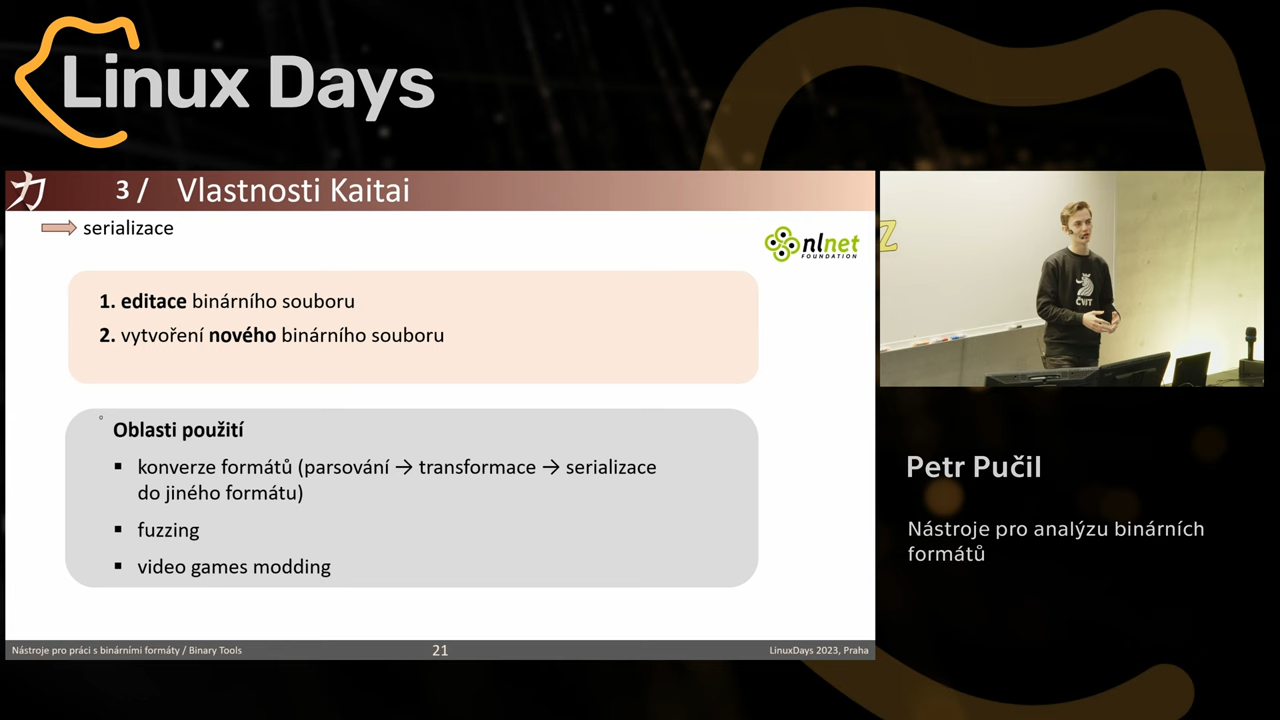 Linux Days
力 3 / Vlastnosti Kaitai
serializace
nlnet
FOUNDATION
1. editace binárního souboru
2. vytvoření nového binárního souboru
Oblasti použití
▪ konverze formátů (parsování → transformace → serializace
do jiného formátu)
▪ fuzzing
▪ video games modding
Nástroje pro práci s binárními formáty / Binary Tools 21 LinuxDays 2023, Praha
Z
ČVUT
Petr Pučil
Nástroje pro analýzu binárních
formátů